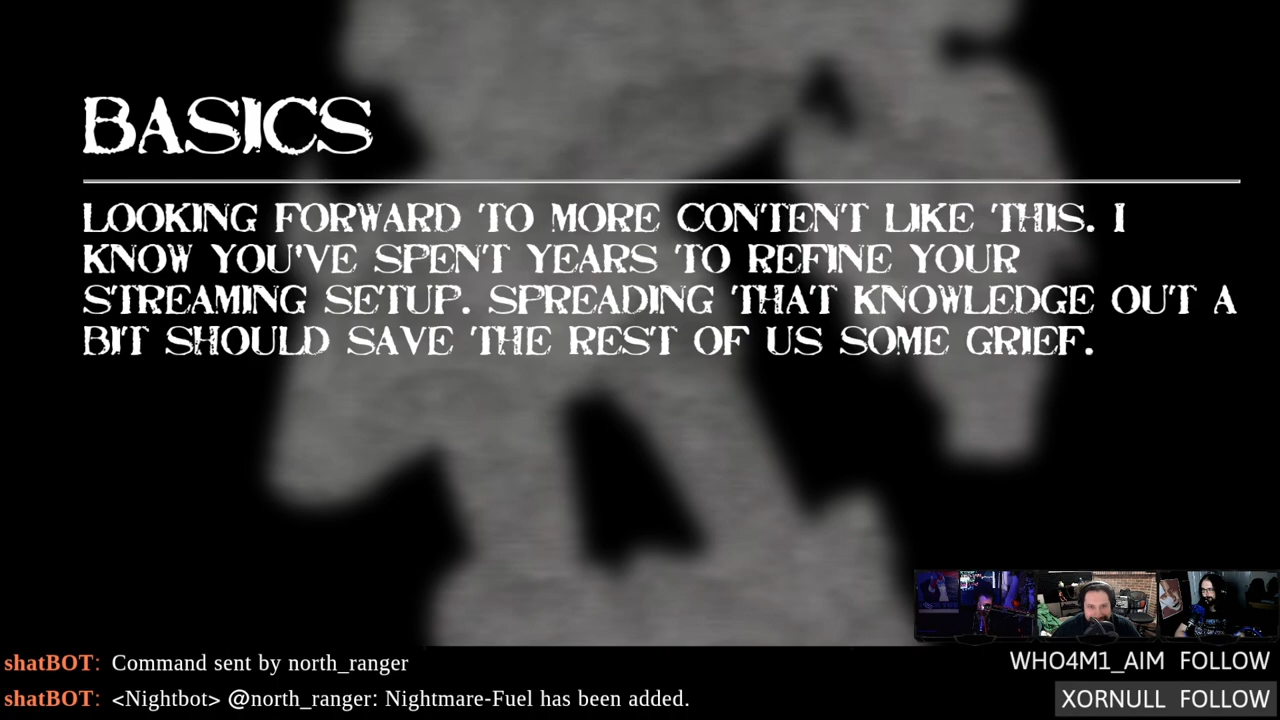 BASICS
LOOKING FORWARD TO MORE CONTENT LIKE THIS. I
KNOW YOU'VE SPENT YEARS TO REFINE YOUR
STREAMING SETUP. SPREADING THAT KNOWLEDGE OUT A
BIT SHOULD SAVE THE REST OF US SOME GRIEF.
shatBOT: Command sent by north_ranger
shatBOT: <Nightbot> @north_ranger: Nightmare-Fuel has been added.
WHO4M1_AIM FOLLOW
XORNULL FOLLOW